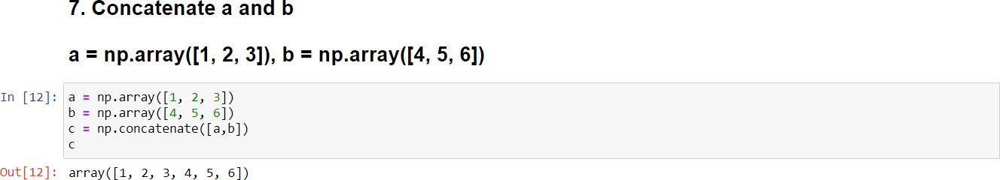 7. Concatenate a and b
a = np.array([1, 2, 3]), b = np.array([4, 5, 6])
In [12]: a = np.array([1, 2, 3])
b = np.array([4, 5, 6])
c = np.concatenate([a,b])
c
Out[12]: array([1, 2, 3, 4, 5, 6])